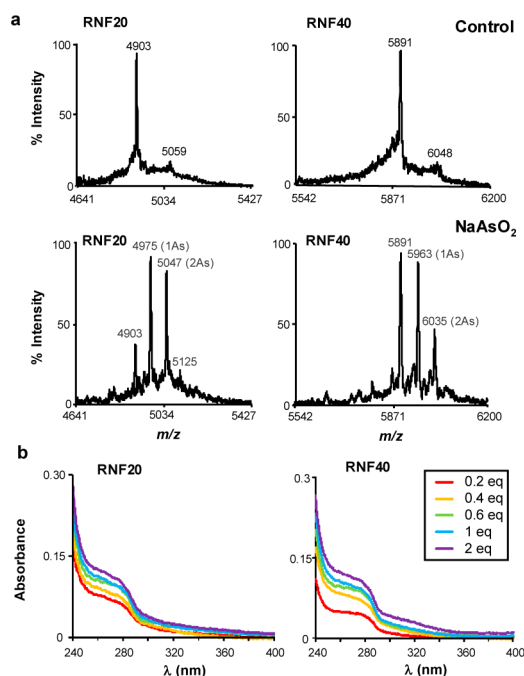 a
RNF20
RNF40
Control
4903
5059
5891
6048
% Intensity
100
50
0
4641
5034
5427
100
50
0
5542
5871
6200
NaAsO2
RNF20
RNF40
4975 (1As)
5047 (2As)
4903
5125
5891
5963 (1As)
6035 (2As)
% Intensity
100
50
0
4641
5034
5427
m/z
100
50
0
5542
5871
6200
m/z
b
RNF20
RNF40
Absorbance
0.30
0.15
0
240
280
320
360
400
λ (nm)
0.3
0.15
0
240
280
320
360
400
λ (nm)
0.2 eq
0.4 eq
0.6 eq
1 eq
2 eq